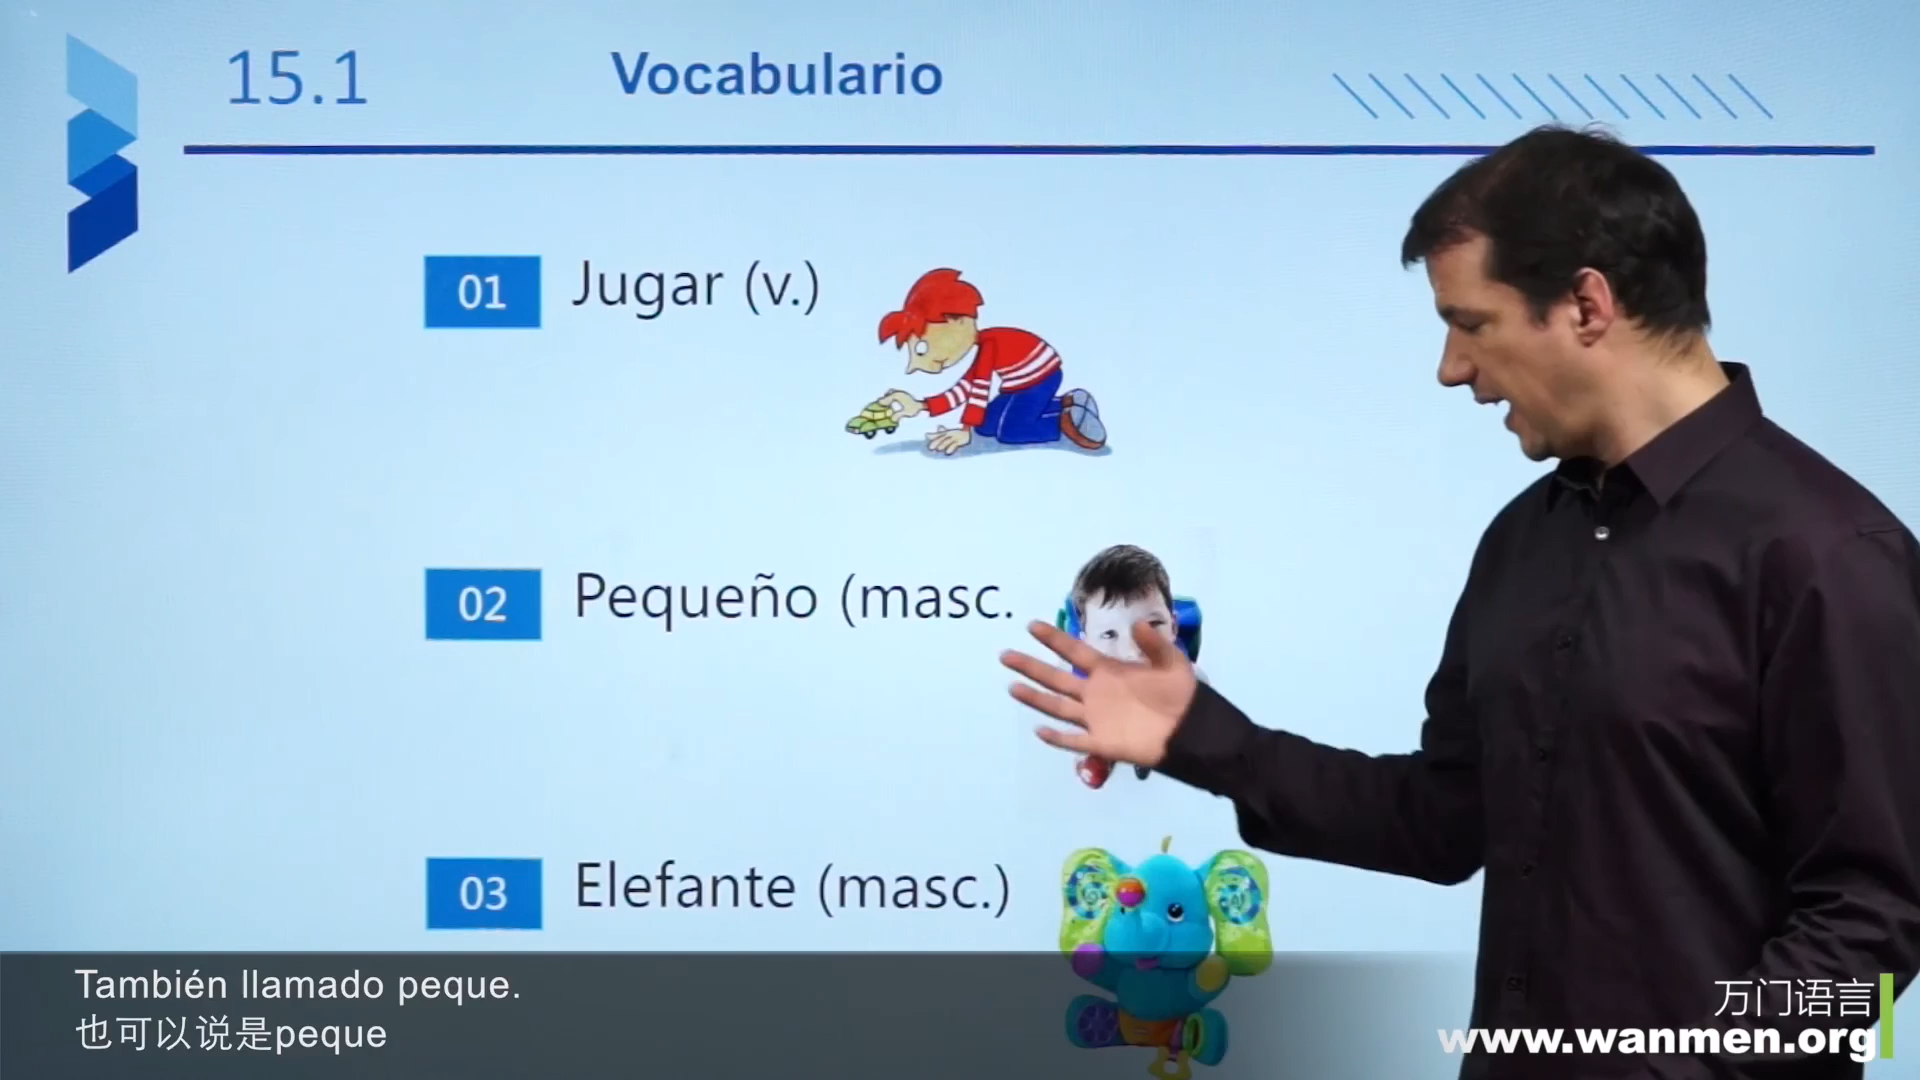 15.1
Vocabulario
01 Jugar (v.)
02 Pequeño (masc.
03 Elefante (masc.)
También llamado peque.
也可以说是peque
万门语言
www.wanmen.org